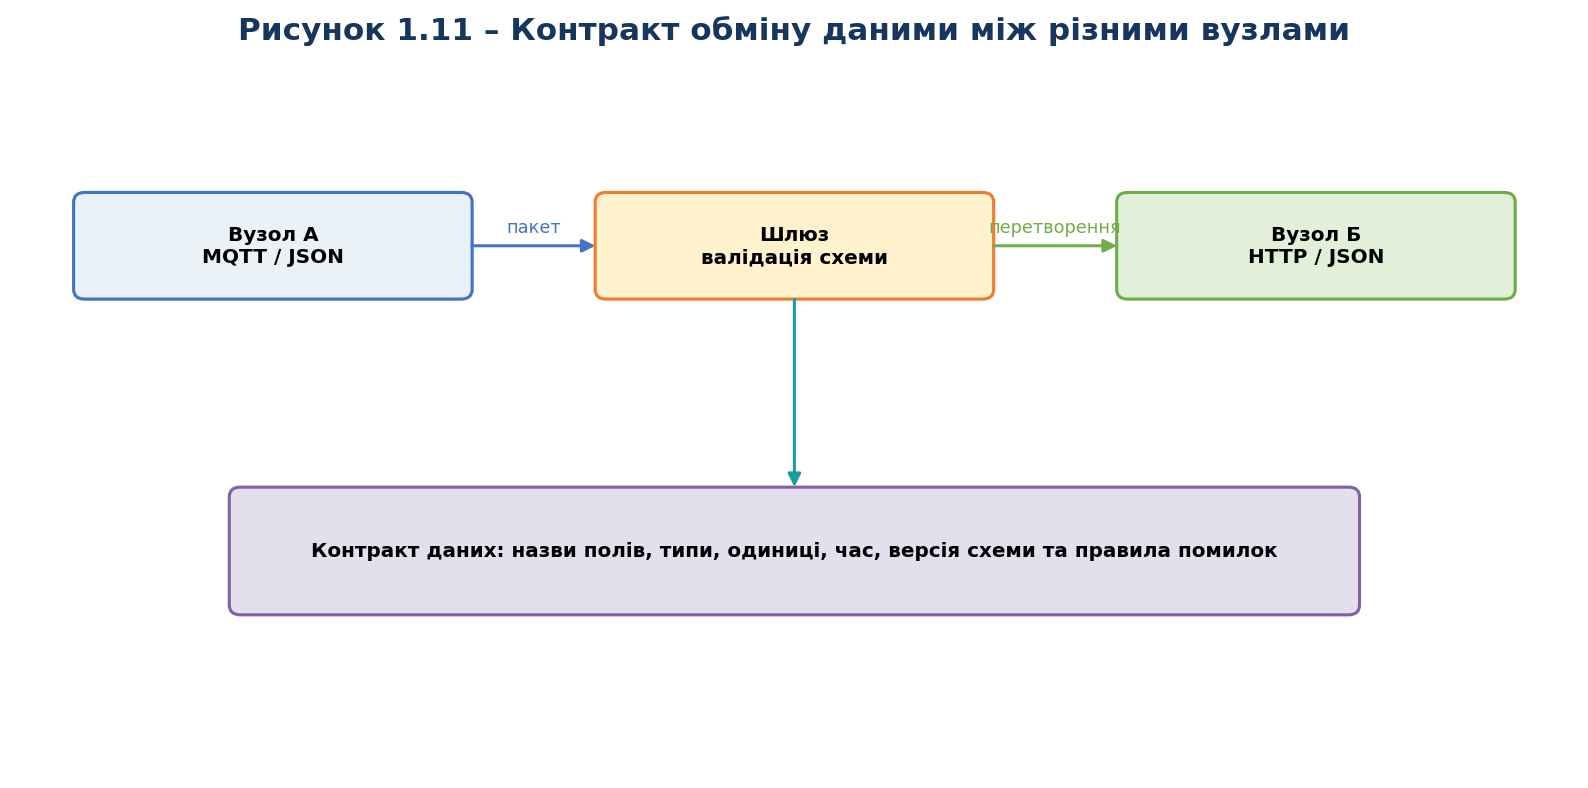 Рисунок 1.11 – Контракт обміну даними між різними вузлами
Вузол А
MQTT / JSON
пакет
Шлюз
валідація схеми
перетворення
Вузол Б
HTTP / JSON
Контракт даних: назви полів, типи, одиниці, час, версія схеми та правила помилок